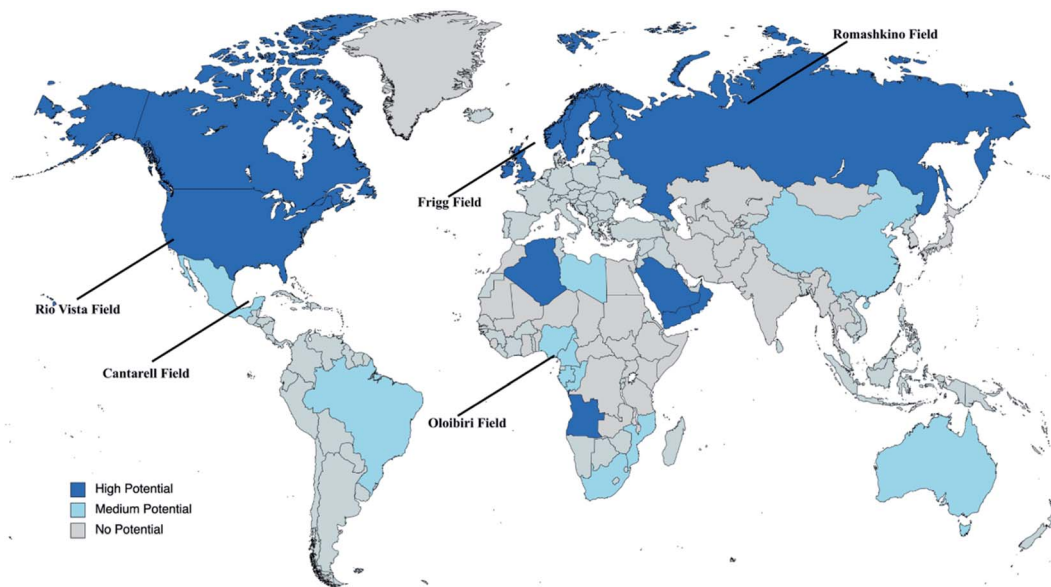 Romashkino Field
Frigg Field
Rio Vista Field
Cantarell Field
Oloibiri Field
High Potential
Medium Potential
No Potential